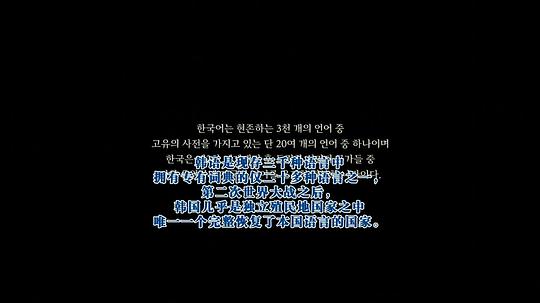 한국어는 현존하는 3천 개의 언어 중
고유의 사전을 가지고 있는 단 20여 개의 언어 중 하나이며
한국은
중
韩语是现存三千种语言中
拥有专有词典的仅二十多种语言之一，
第二次世界大战之后，
韩国几乎是独立殖民地国家之中
唯一一个完整恢复了本国语言的国家。